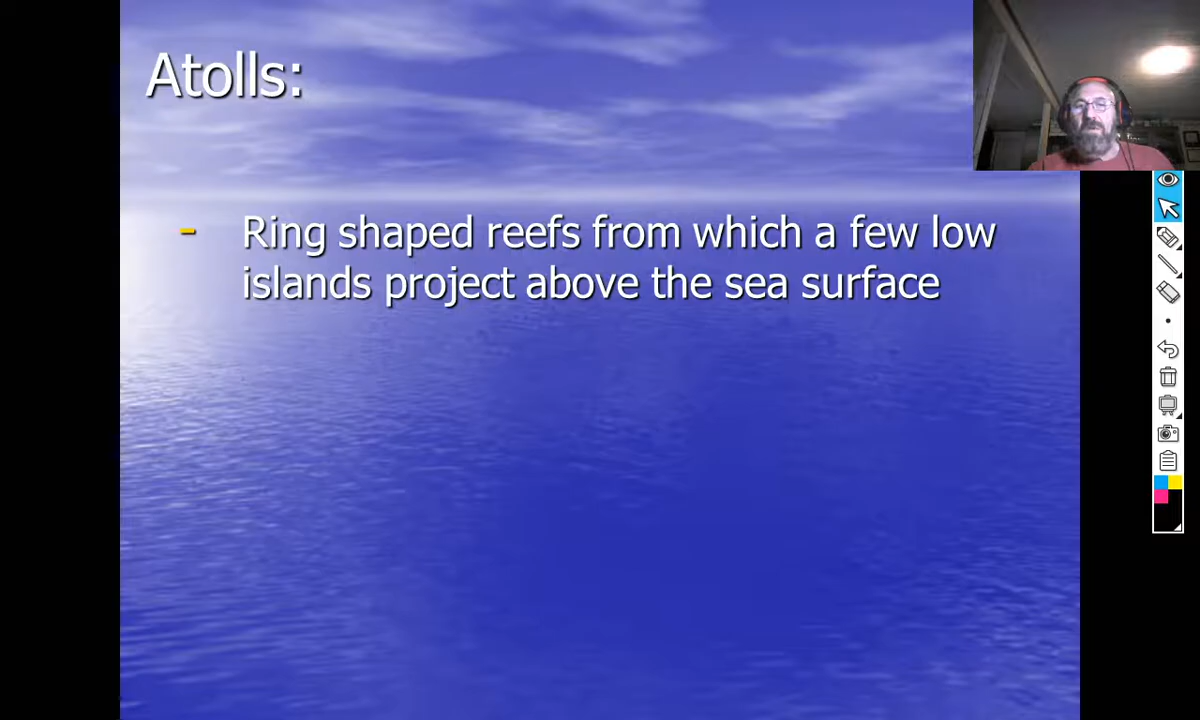 Atolls:
- Ring shaped reefs from which a few low
islands project above the sea surface